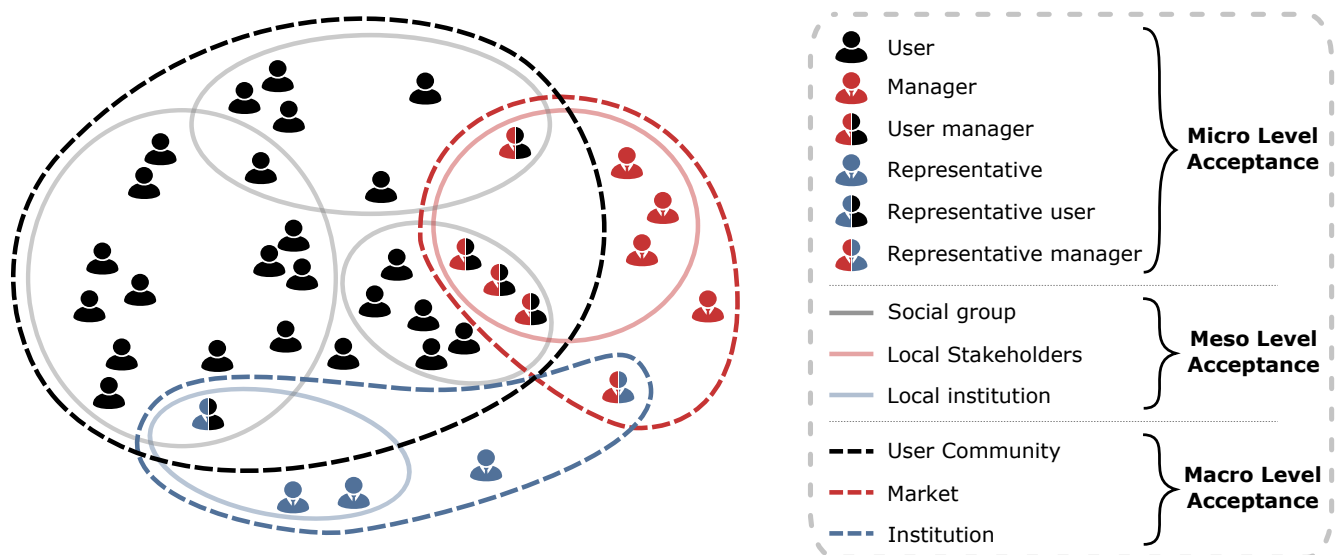 User
Manager
User manager
Representative
Representative user
Representative manager
Micro Level
Acceptance
Social group
Local Stakeholders
Local institution
Meso Level
Acceptance
User Community
Market
Institution
Macro Level
Acceptance